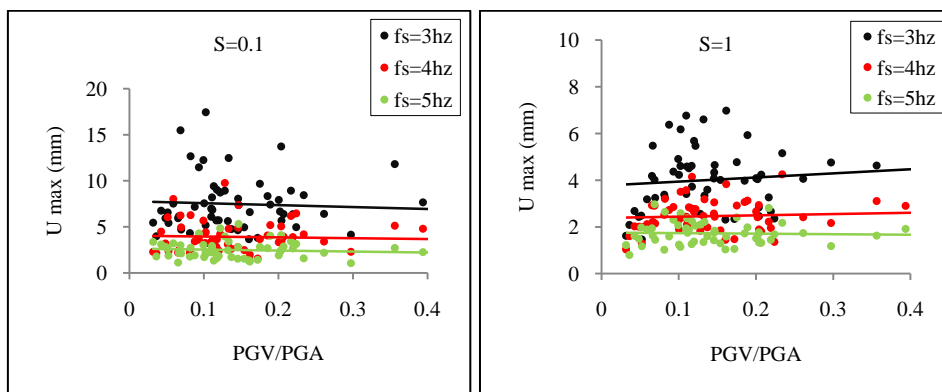 S=0.1
fs=3hz
fs=4hz
fs=5hz
20
15
10
5
0
U max (mm)
0 0.1 0.2 0.3 0.4
PGV/PGA
S=1
fs=3hz
fs=4hz
fs=5hz
10
8
6
4
2
0
U max (mm)
0 0.1 0.2 0.3 0.4
PGV/PGA